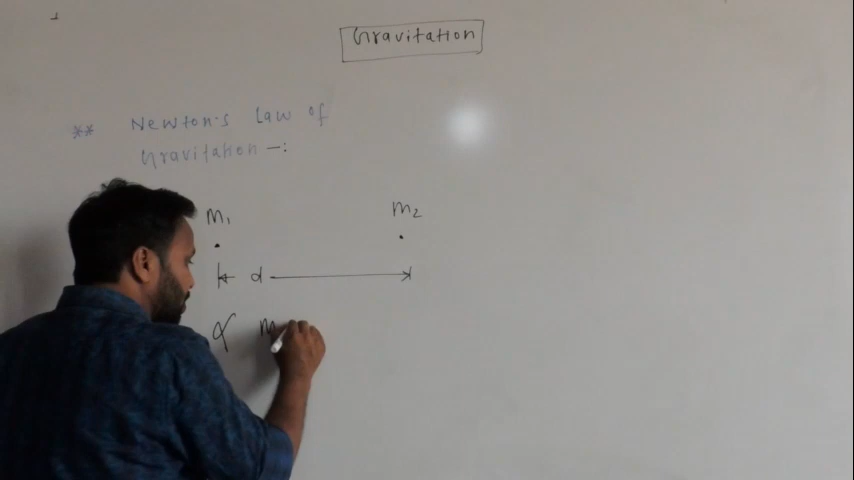 Gravitation
** Newton's Law of
Gravitation -:
m₁ m₂
d
∝ m